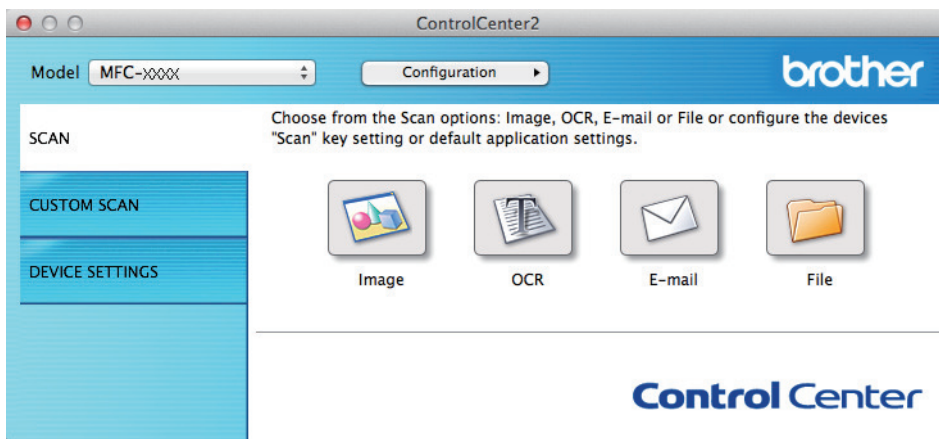 ControlCenter2
Model MFC-XXXX Configuration
brother
SCAN
Choose from the Scan options: Image, OCR, E-mail or File or configure the devices
"Scan" key setting or default application settings.
CUSTOM SCAN
DEVICE SETTINGS
Image OCR E-mail File
Control Center